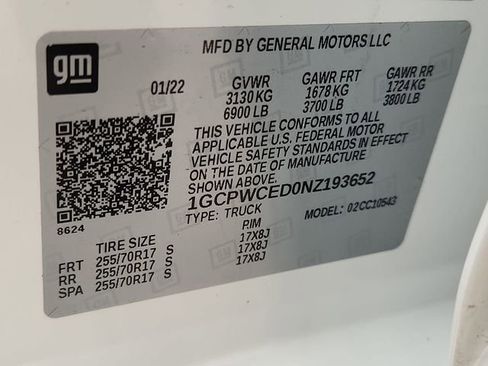 gm
MFD BY GENERAL MOTORS LLC
01/22 GVWR GAWR FRT GAWR RR
3130 KG 1678 KG 1724 KG
6900 LB 3700 LB 3800 LB
THIS VEHICLE CONFORMS TO ALL
APPLICABLE U.S. FEDERAL MOTOR
VEHICLE SAFETY STANDARDS IN EFFECT
ON THE DATE OF MANUFACTURE
SHOWN ABOVE.
1GCPWCED0NZ193652
TYPE: TRUCK MODEL: 02CC10543
8624
TIRE SIZE RIM
FRT 255/70R17 S 17X8J
RR 255/70R17 S 17X8J
SPA 255/70R17 S 17X8J